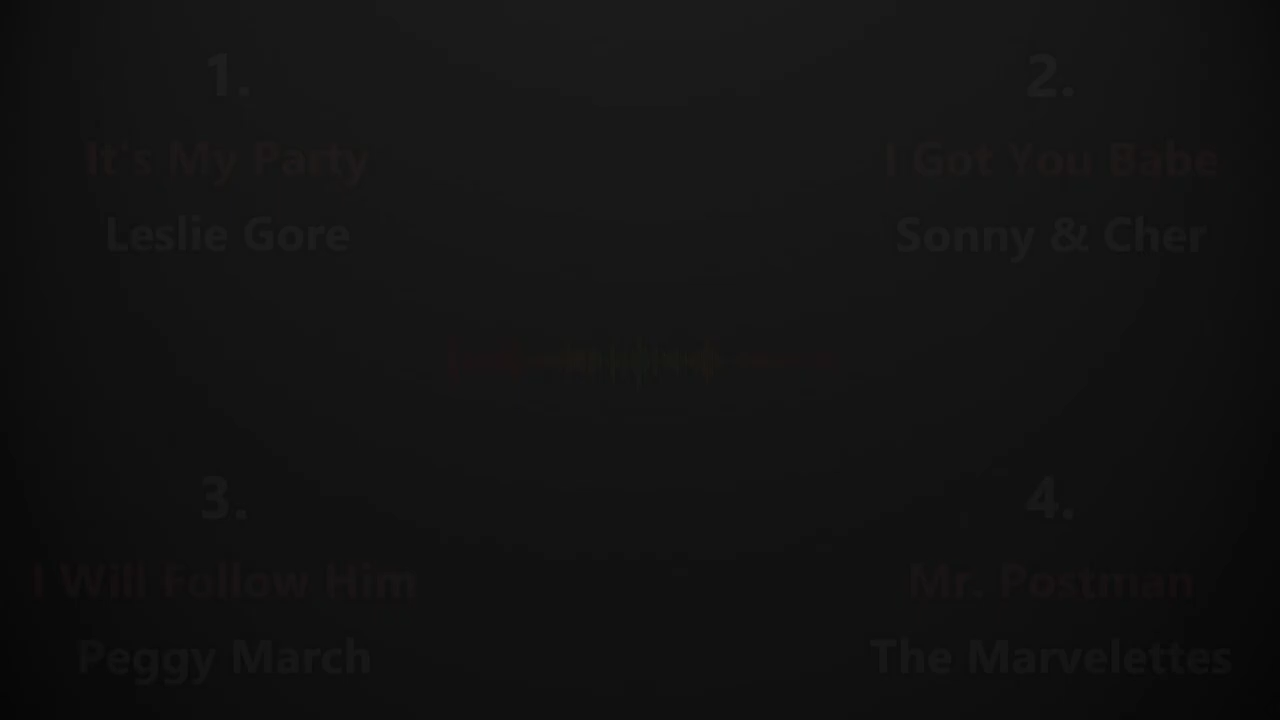 1.
It's My Party
Leslie Gore
2.
I Got You Babe
Sonny & Cher
3.
I Will Follow Him
Peggy March
4.
Mr. Postman
The Marvelettes